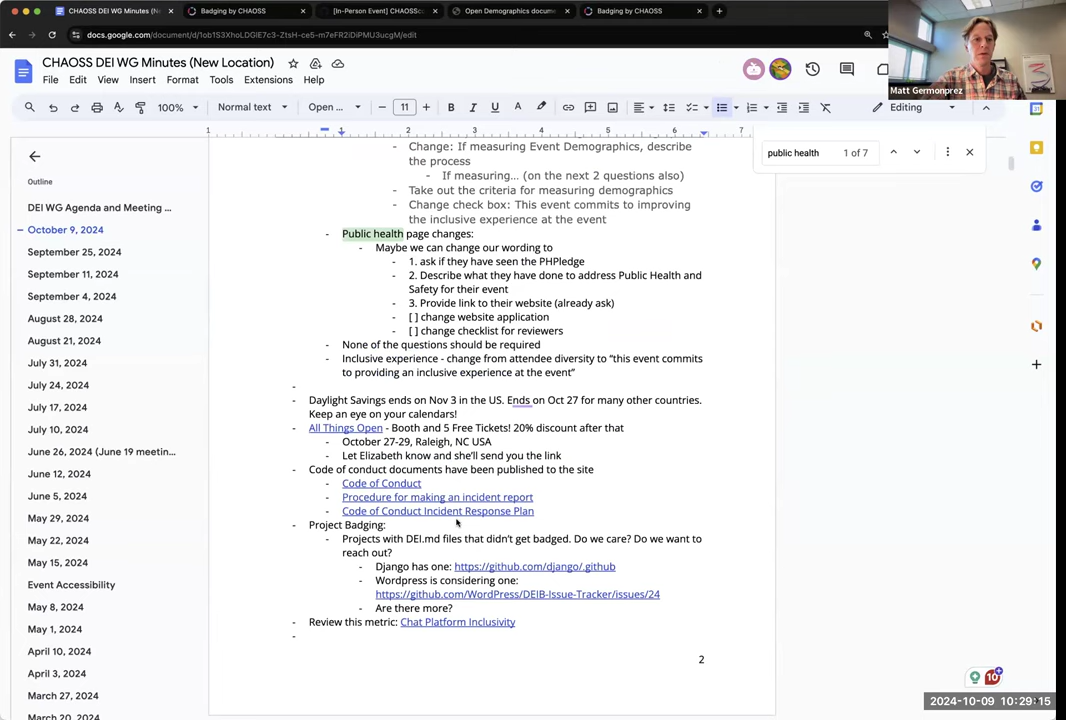 CHAOSS DEI WG Minutes (N
Badging by CHAOSS
[In-Person Event] CHAOSSc
Open Demographics docum
Badging by CHAOSS
docs.google.com/document/d/1ob1S3XhoLDGlE7c3-ZtsH-ce5-m7eFR2iDiPMU3ucgM/edit
CHAOSS DEI WG Minutes (New Location)
File Edit View Insert Format Tools Extensions Help
100% Normal text Open ... 11 Editing
Matt Germonprez
1 1 2 3 4 5 6 7
public health 1 of 7
Outline
DEI WG Agenda and Meeting ...
October 9, 2024
September 25, 2024
September 11, 2024
September 4, 2024
August 28, 2024
August 21, 2024
July 31, 2024
July 24, 2024
July 17, 2024
July 10, 2024
June 26, 2024 (June 19 meetin...
June 12, 2024
June 5, 2024
May 29, 2024
May 22, 2024
May 15, 2024
Event Accessibility
May 8, 2024
May 1, 2024
April 10, 2024
April 3, 2024
March 27, 2024
March 20, 2024
- Change: If measuring Event Demographics, describe
the process
- If measuring... (on the next 2 questions also)
- Take out the criteria for measuring demographics
- Change check box: This event commits to improving
the inclusive experience at the event
- Public health page changes:
- Maybe we can change our wording to
- 1. ask if they have seen the PHPledge
- 2. Describe what they have done to address Public Health and
Safety for their event
- 3. Provide link to their website (already ask)
- [ ] change website application
- [ ] change checklist for reviewers
- None of the questions should be required
- Inclusive experience - change from attendee diversity to “this event commits
to providing an inclusive experience at the event”
-
- Daylight Savings ends on Nov 3 in the US. Ends on Oct 27 for many other countries.
Keep an eye on your calendars!
- All Things Open - Booth and 5 Free Tickets! 20% discount after that
- October 27-29, Raleigh, NC USA
- Let Elizabeth know and she’ll send you the link
- Code of conduct documents have been published to the site
- Code of Conduct
- Procedure for making an incident report
- Code of Conduct Incident Response Plan
- Project Badging:
- Projects with DEI.md files that didn’t get badged. Do we care? Do we want to
reach out?
- Django has one: https://github.com/django/.github
- Wordpress is considering one:
https://github.com/WordPress/DEIB-Issue-Tracker/issues/24
- Are there more?
- Review this metric: Chat Platform Inclusivity
-
2
10
2024-10-09 10:29:15